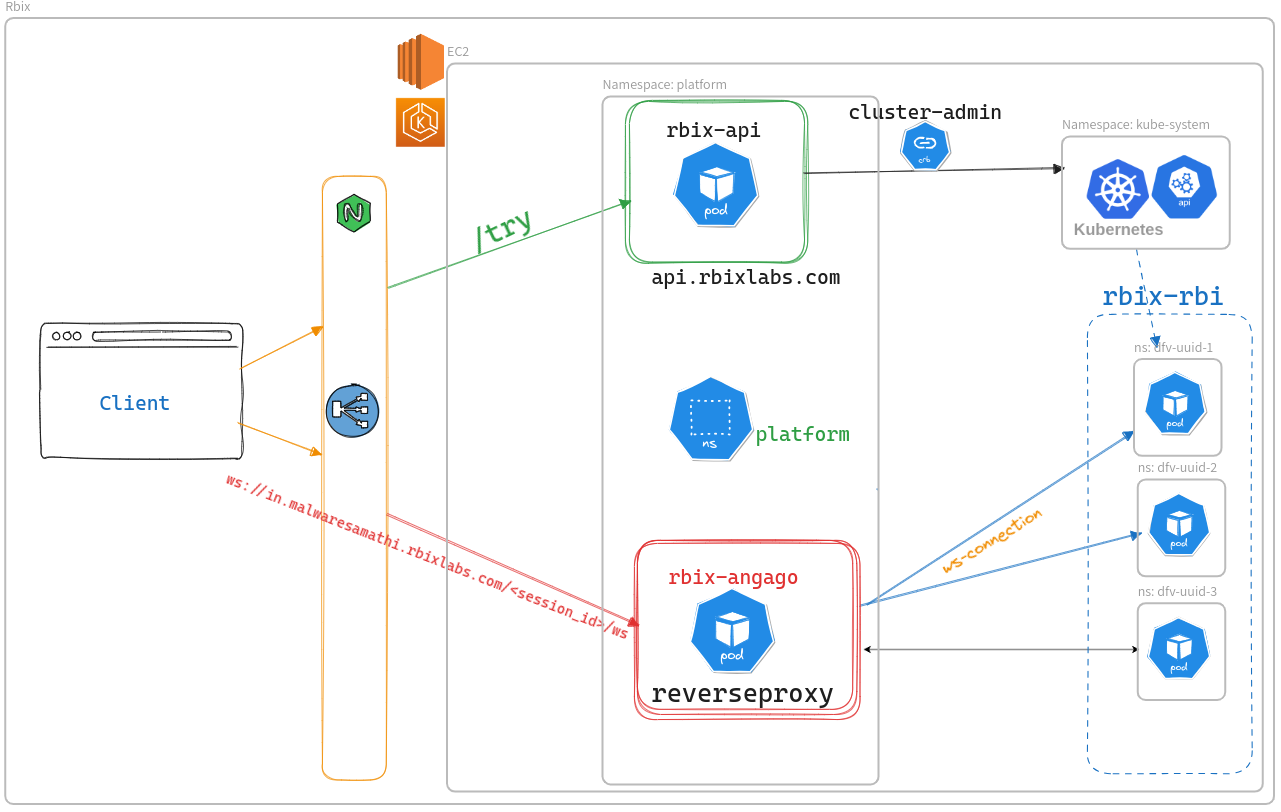 Rbix
EC2
Namespace: platform
rbix-api
pod
api.rbixlabs.com
cluster-admin
crb
Namespace: kube-system
api
Kubernetes
K
N
/try
rbix-rbi
ns: dfv-uuid-1
pod
Client
ns
platform
ns: dfv-uuid-2
pod
ws://in.malwaresamathi.rbixlabs.com/<session_id>/ws
ws-connection
rbix-angago
pod
reverseproxy
ns: dfv-uuid-3
pod